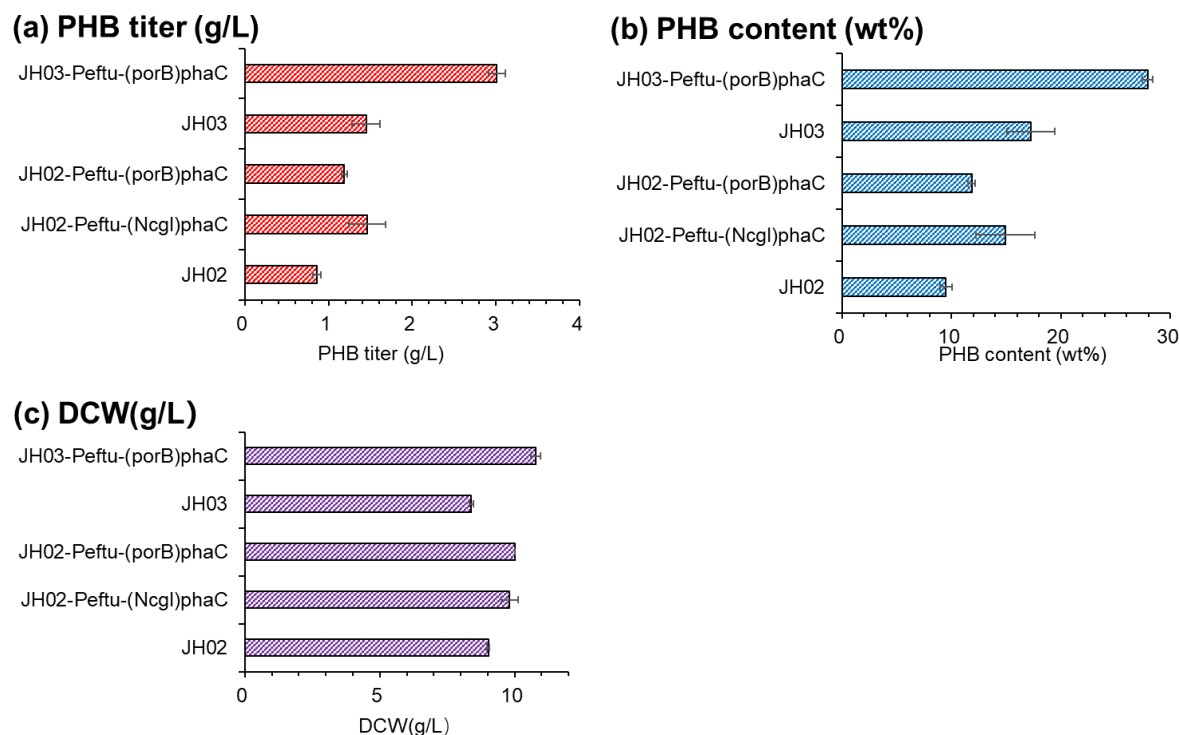 (a) PHB titer (g/L)
JH03-Peftu-(porB)phaC
JH03
JH02-Peftu-(porB)phaC
JH02-Peftu-(Ncgl)phaC
JH02
0 1 2 3 4
PHB titer (g/L)
(b) PHB content (wt%)
JH03-Peftu-(porB)phaC
JH03
JH02-Peftu-(porB)phaC
JH02-Peftu-(Ncgl)phaC
JH02
0 10 20 30
PHB content (wt%)
(c) DCW(g/L)
JH03-Peftu-(porB)phaC
JH03
JH02-Peftu-(porB)phaC
JH02-Peftu-(Ncgl)phaC
JH02
0 5 10
DCW(g/L)